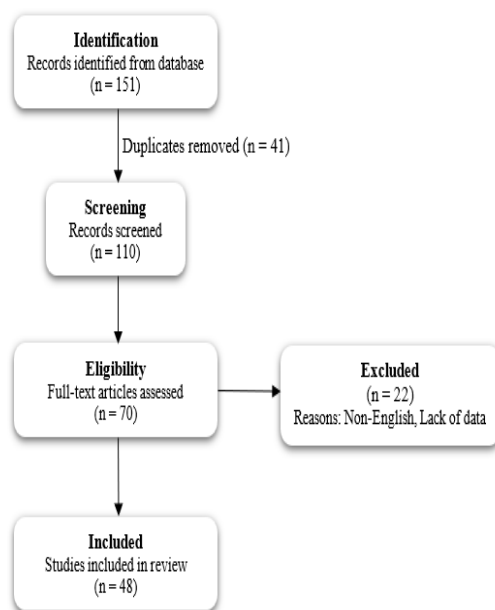 Identification
Records identified from database
(n = 151)
Duplicates removed (n = 41)
Screening
Records screened
(n = 110)
Eligibility
Full-text articles assessed
(n = 70)
Excluded
(n = 22)
Reasons: Non-English, Lack of data
Included
Studies included in review
(n = 48)